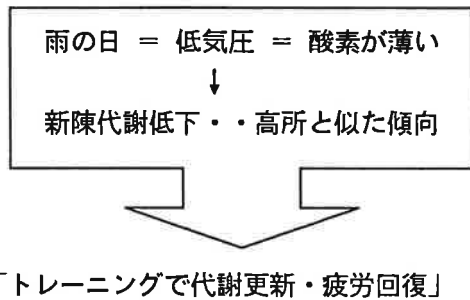 雨の日 = 低気圧 = 酸素が薄い
↓
新陳代謝低下・・高所と似た傾向
「トレーニングで代謝更新・疲労回復」